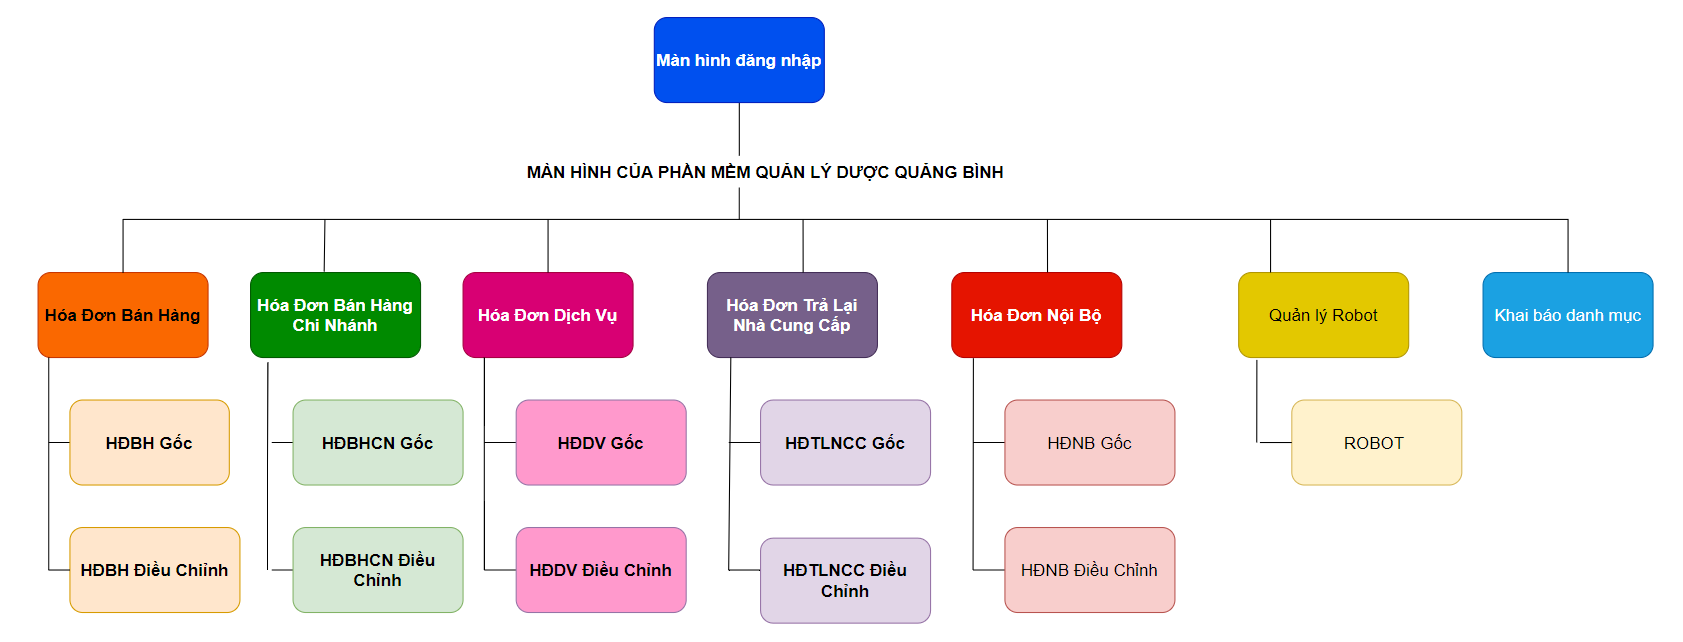 Màn hình đăng nhập
MÀN HÌNH CỦA PHẦN MỀM QUẢN LÝ DƯỢC QUẢNG BÌNH
Hóa Đơn Bán Hàng
Hóa Đơn Bán Hàng
Chi Nhánh
Hóa Đơn Dịch Vụ
Hóa Đơn Trả Lại
Nhà Cung Cấp
Hóa Đơn Nội Bộ
Quản lý Robot
Khai báo danh mục
HĐBH Gốc
HĐBHCN Gốc
HĐDV Gốc
HĐTLNCC Gốc
HĐNB Gốc
ROBOT
HĐBH Điều Chiỉnh
HĐBHCN Điều
Chỉnh
HĐDV Điều Chỉnh
HĐTLNCC Điều
Chỉnh
HĐNB Điều Chỉnh